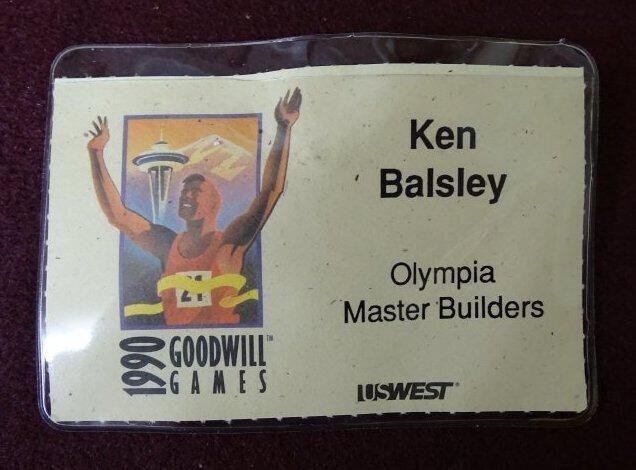 Ken
Balsley
Olympia
Master Builders
21
1990 GOODWILL™
GAMES
USWEST®